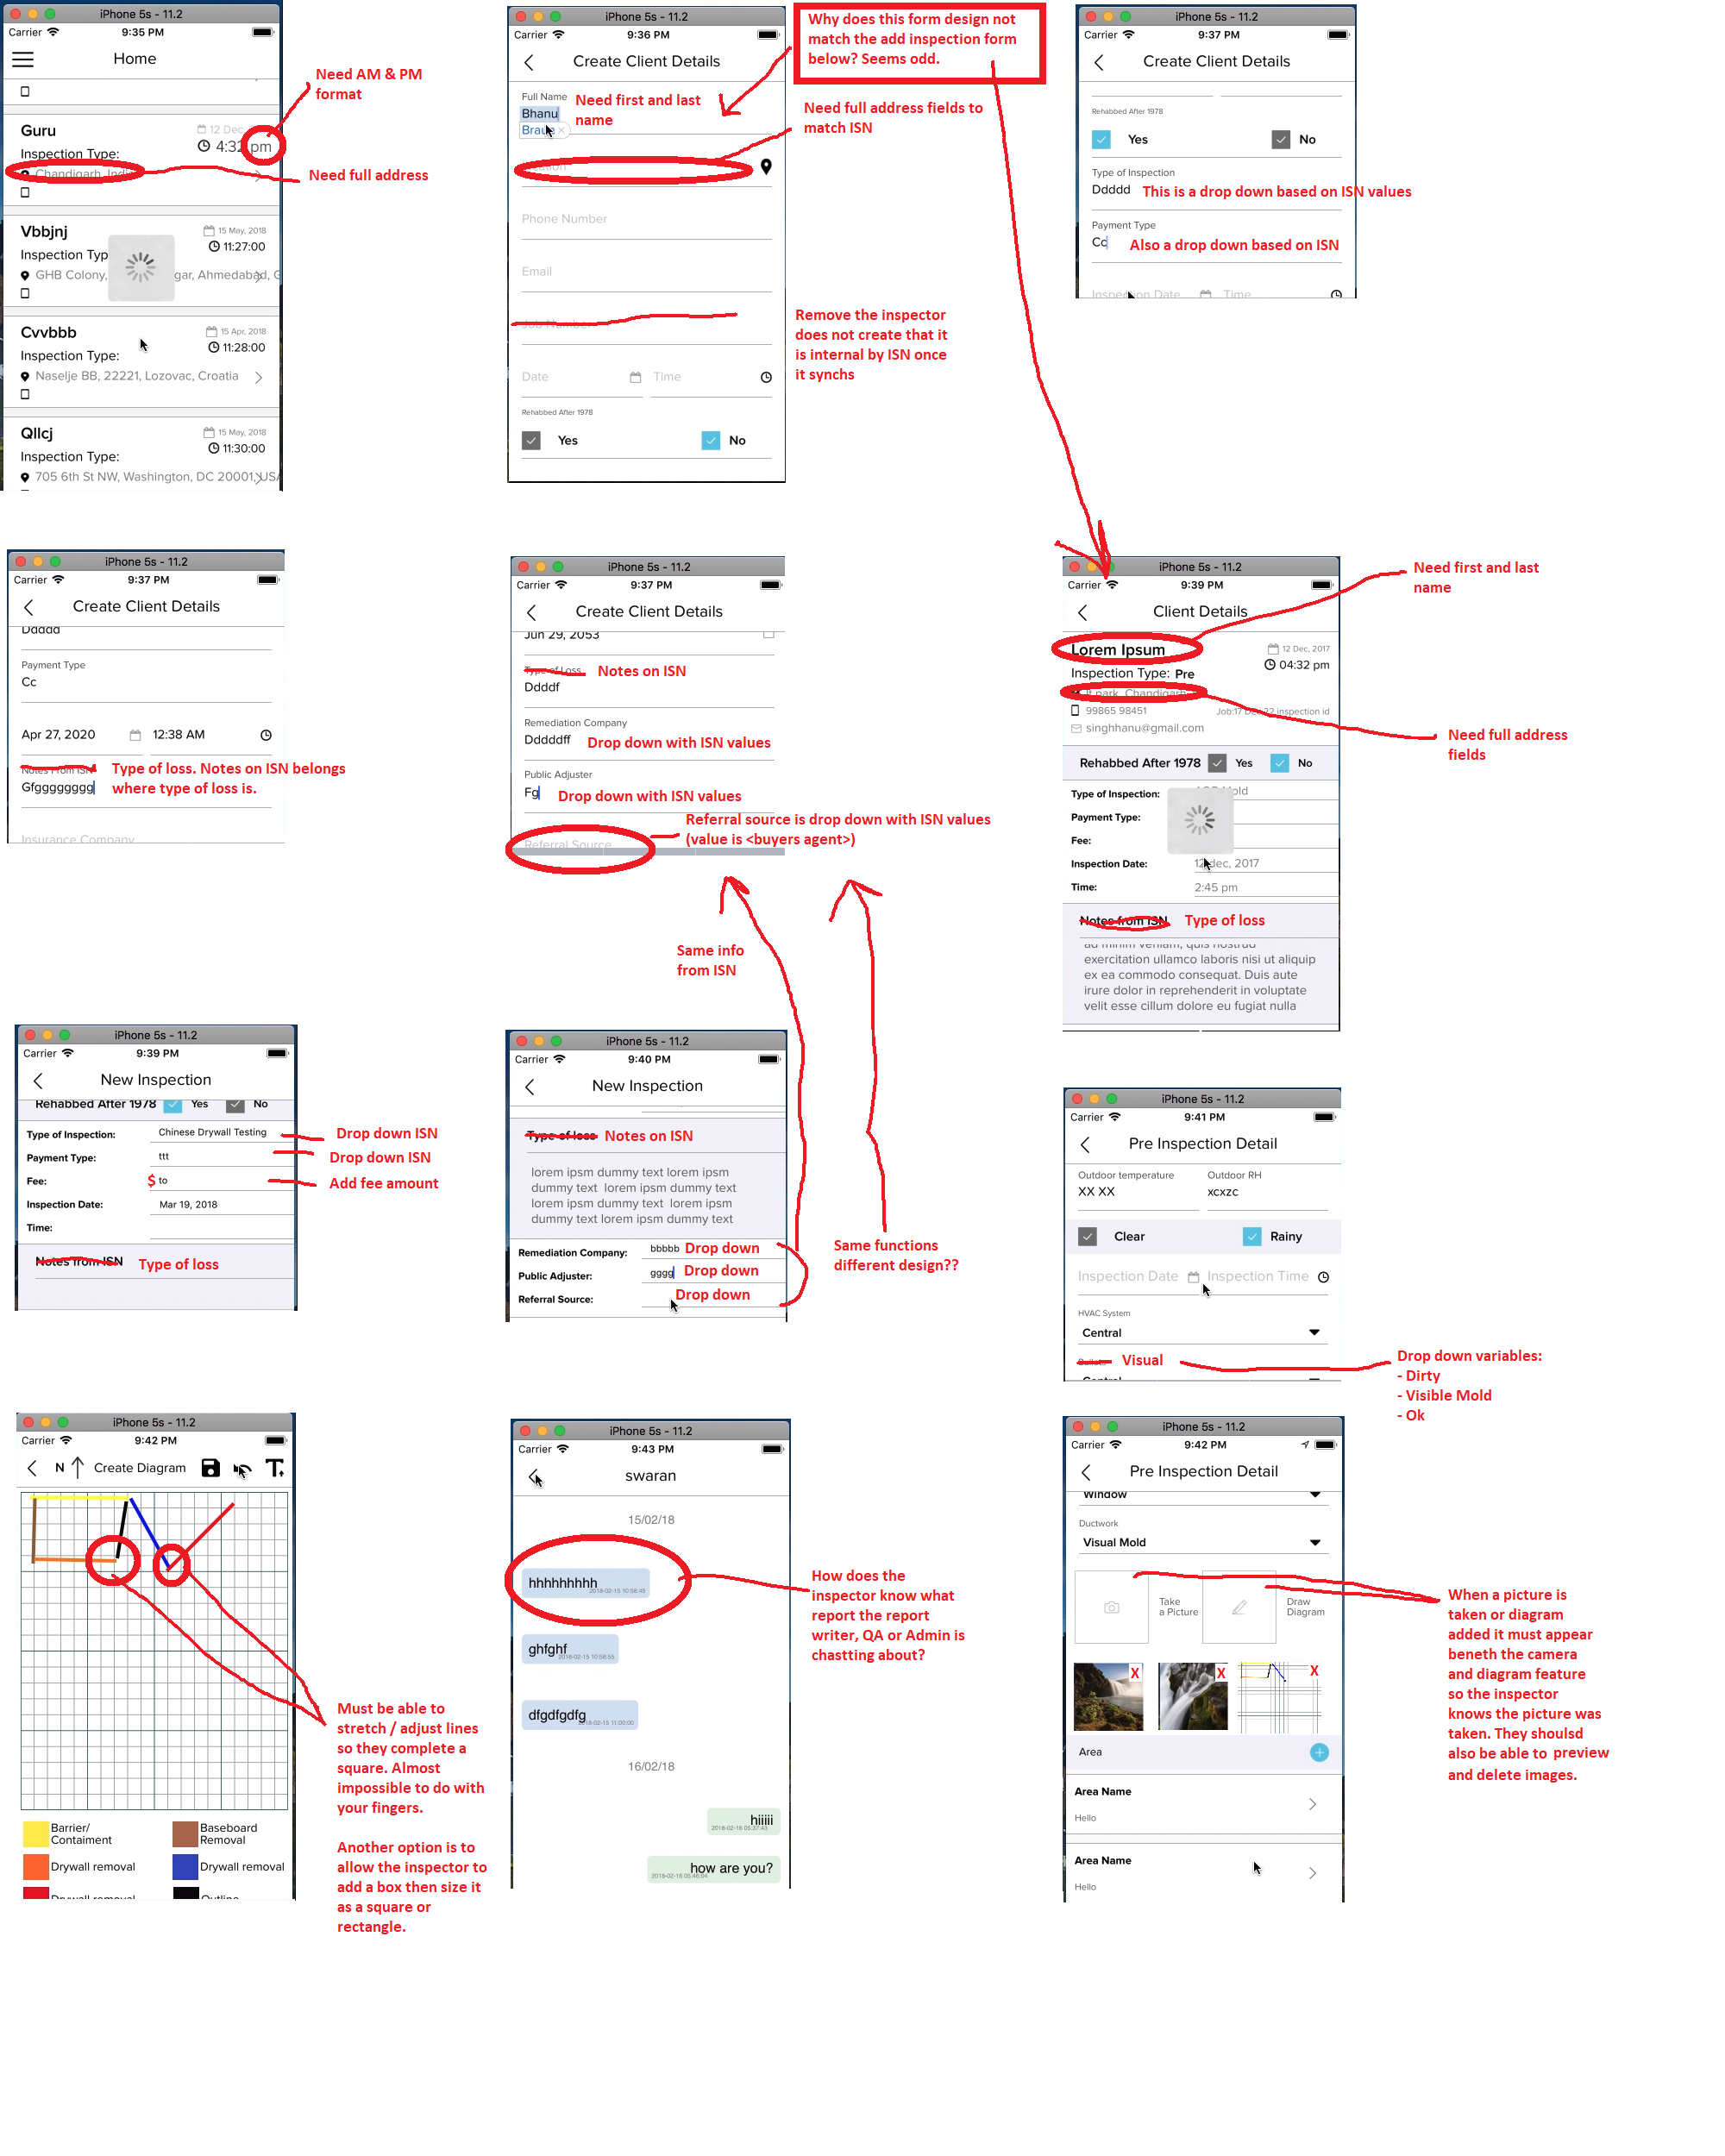 iPhone 5s - 11.2
Carrier
9:35 PM
Home
Guru
12 Dec,
4:32 pm
Inspection Type:
Chandigarh, India
Vbbjnj
15 May, 2018
11:27:00
Inspection Typ
GHB Colony,
gar, Ahmedabad, G
Cvvbbb
15 Apr, 2018
11:28:00
Inspection Type:
Naselje BB, 22221, Lozovac, Croatia
Qllcj
15 May, 2018
11:30:00
Inspection Type:
705 6th St NW, Washington, DC 20001, USA
Need AM & PM
format
Need full address
iPhone 5s - 11.2
Carrier
9:36 PM
Create Client Details
Full Name
Bhanu
Need first and last
name
Phone Number
Email
Job Number
Date
Time
Rehabbed After 1978
Yes
No
Why does this form design not
match the add inspection form
below? Seems odd.
Need full address fields to
match ISN
Remove the inspector
does not create that it
is internal by ISN once
it synchs
iPhone 5s - 11.2
Carrier
9:37 PM
Create Client Details
Rehabbed After 1978
Yes
No
Type of Inspection
Ddddd
This is a drop down based on ISN values
Payment Type
Cc
Also a drop down based on ISN
Inspection Date
Time
iPhone 5s - 11.2
Carrier
9:37 PM
Create Client Details
Ddddd
Payment Type
Cc
Apr 27, 2020
12:38 AM
Notes From ISN
Type of loss. Notes on ISN belongs
where type of loss is.
Gfggggggggg
Insurance Company
iPhone 5s - 11.2
Carrier
9:37 PM
Create Client Details
Jun 29, 2053
Type of Loss
Notes on ISN
Ddddf
Remediation Company
Dddddff
Drop down with ISN values
Public Adjuster
Fg
Drop down with ISN values
Referral Source
Referral source is drop down with ISN values
(value is <buyers agent>)
iPhone 5s - 11.2
Carrier
9:39 PM
Client Details
Lorem Ipsum
12 Dec, 2017
04:32 pm
Inspection Type: Pre
park, Chandigarh
99865 98451
Job:17 Dec 22 inspection id
singhhanu@gmail.com
Rehabbed After 1978
Yes
No
Type of Inspection:
Payment Type:
Fee:
Inspection Date:
12 dec, 2017
Time:
2:45 pm
Notes from ISN
Type of loss
ad minim veniam, quis nostrud
exercitation ullamco laboris nisi ut aliquip
ex ea commodo consequat. Duis aute
irure dolor in reprehenderit in voluptate
velit esse cillum dolore eu fugiat nulla
Need first and last
name
Need full address
fields
Same info
from ISN
iPhone 5s - 11.2
Carrier
9:39 PM
New Inspection
Rehabbed After 1978
Yes
No
Type of Inspection:
Chinese Drywall Testing
Payment Type:
ttt
Fee:
$ to
Inspection Date:
Mar 19, 2018
Time:
Notes from ISN
Type of loss
Drop down ISN
Drop down ISN
Add fee amount
iPhone 5s - 11.2
Carrier
9:40 PM
New Inspection
Type of loss
Notes on ISN
lorem ipsm dummy text lorem ipsm
dummy text lorem ipsm dummy text
lorem ipsm dummy text lorem ipsm
dummy text lorem ipsm dummy text
Remediation Company:
bbbbb
Drop down
Public Adjuster:
gggg
Drop down
Referral Source:
Drop down
Same functions
different design??
iPhone 5s - 11.2
Carrier
9:41 PM
Pre Inspection Detail
Outdoor temperature
Outdoor RH
XX XX
xcxzc
Clear
Rainy
Inspection Date
Inspection Time
HVAC System
Central
Visual
Central
Drop down variables:
- Dirty
- Visible Mold
- Ok
iPhone 5s - 11.2
Carrier
9:42 PM
N
Create Diagram
T
Barrier/
Contaiment
Baseboard
Removal
Drywall removal
Drywall removal
Drywall removal
Outline
Must be able to
stretch / adjust lines
so they complete a
square. Almost
impossible to do with
your fingers.
Another option is to
allow the inspector to
add a box then size it
as a square or
rectangle.
iPhone 5s - 11.2
Carrier
9:43 PM
swaran
15/02/18
hhhhhhhhh
2018-02-15 10:58:45
ghfghf
2018-02-15 10:58:55
dfgdfgdfg
2018-02-15 11:00:00
16/02/18
hiiiii
2018-02-16 05:37:43
how are you?
2018-02-16 05:46:04
How does the
inspector know what
report the report
writer, QA or Admin is
chastting about?
iPhone 5s - 11.2
Carrier
9:42 PM
Pre Inspection Detail
Window
Ductwork
Visual Mold
Take
a Picture
Draw
Diagram
X
X
X
Area
Area Name
Hello
Area Name
Hello
When a picture is
taken or diagram
added it must appear
beneth the camera
and diagram feature
so the inspector
knows the picture was
taken. They shoulsd
also be able to preview
and delete images.